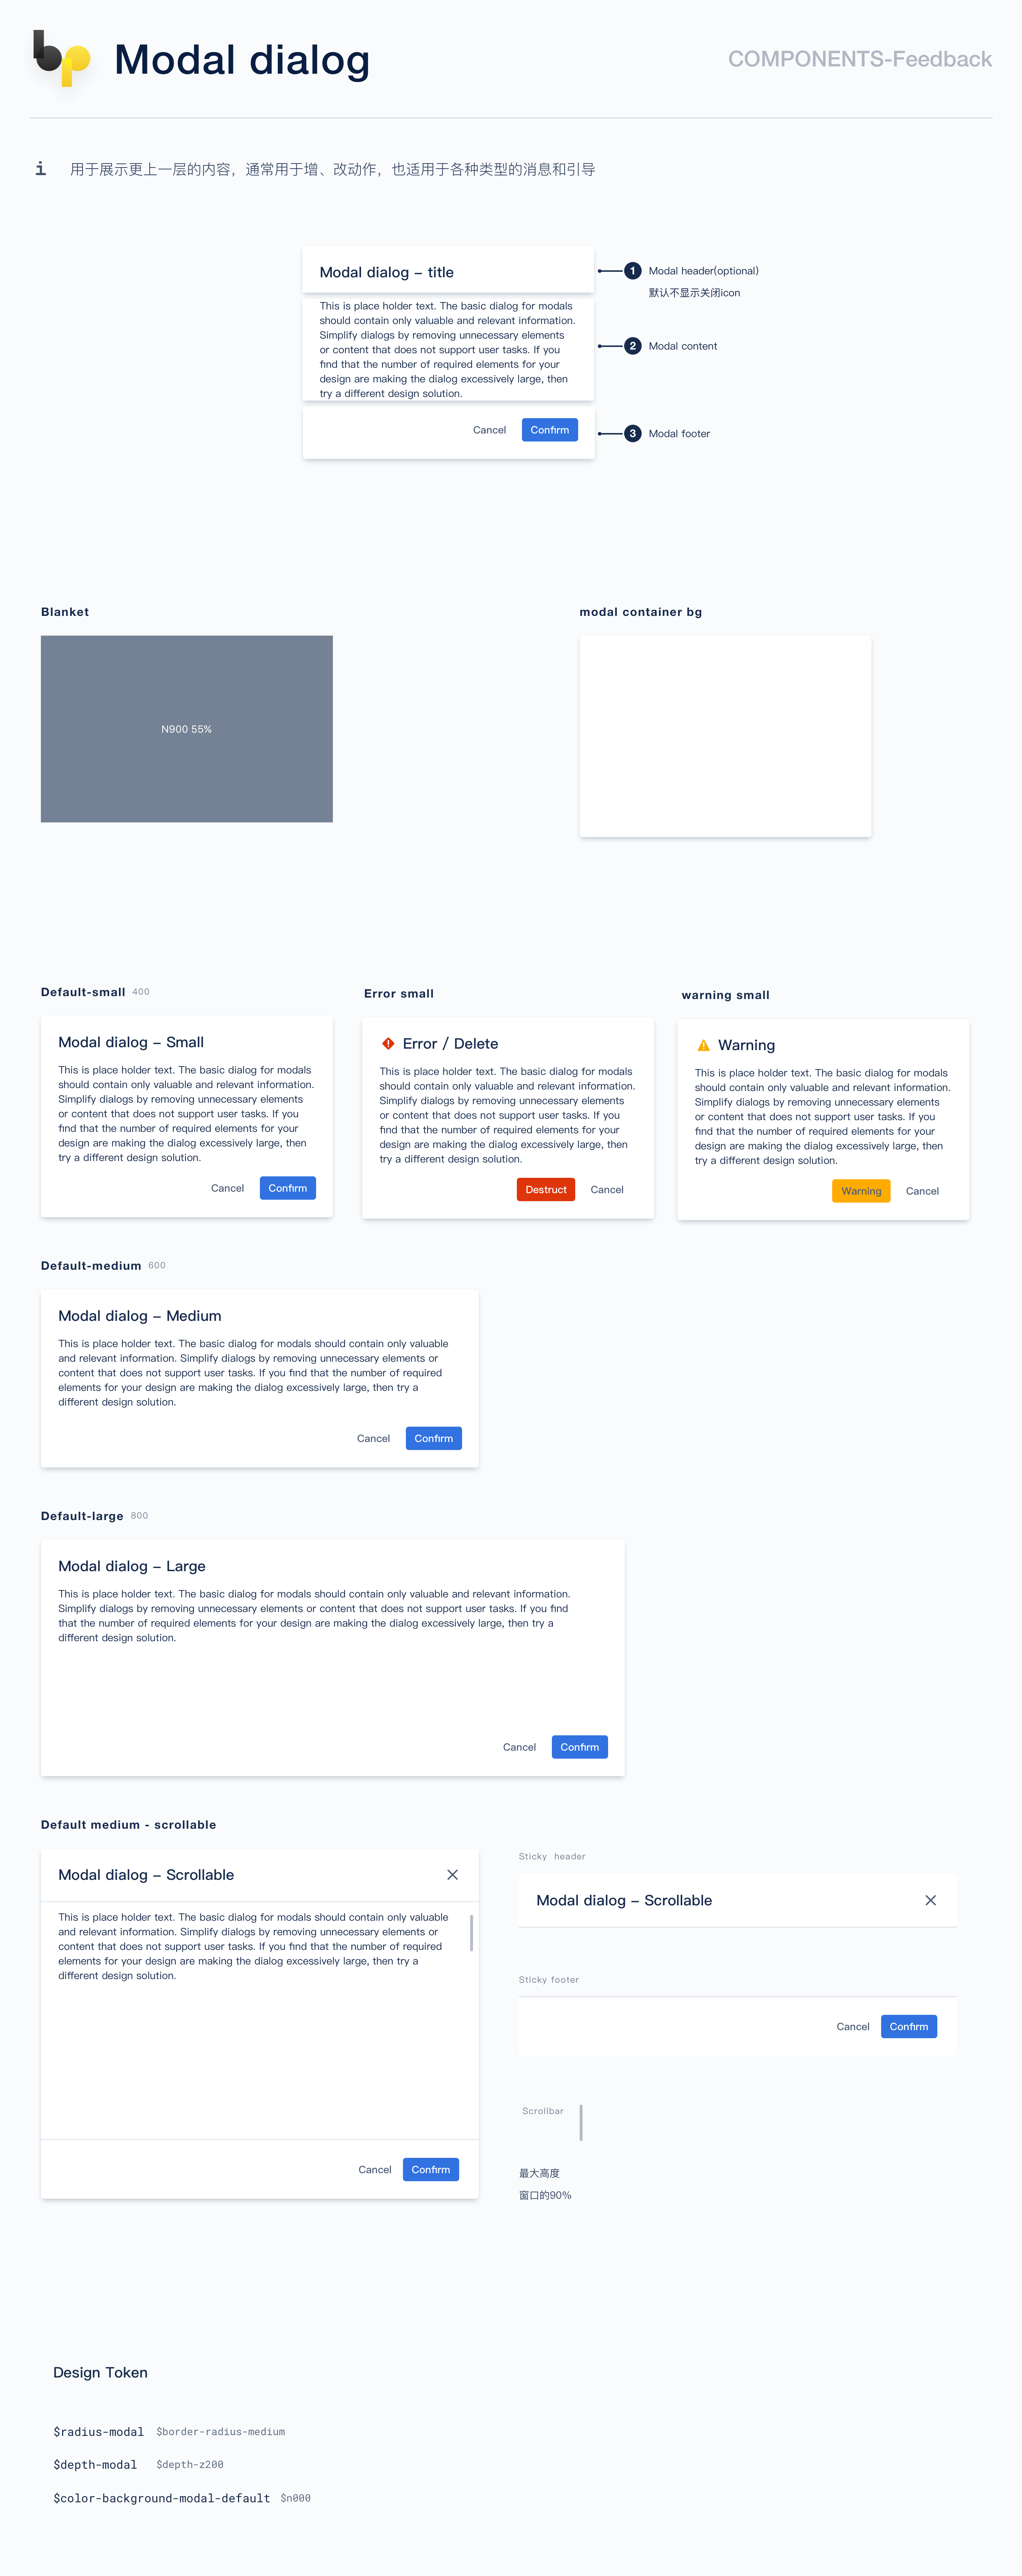 bp
Modal dialog
COMPONENTS-Feedback
i
用于展示更上一层的内容，通常用于增、改动作，也适用于各种类型的消息和引导
Modal dialog – title
This is place holder text. The basic dialog for modals
should contain only valuable and relevant information.
Simplify dialogs by removing unnecessary elements
or content that does not support user tasks. If you
find that the number of required elements for your
design are making the dialog excessively large, then
try a different design solution.
Cancel
Confirm
1
Modal header(optional)
默认不显示关闭icon
2
Modal content
3
Modal footer
Blanket
N900 55%
modal container bg
Default-small 400
Modal dialog – Small
This is place holder text. The basic dialog for modals
should contain only valuable and relevant information.
Simplify dialogs by removing unnecessary elements
or content that does not support user tasks. If you
find that the number of required elements for your
design are making the dialog excessively large, then
try a different design solution.
Cancel
Confirm
Error small
Error / Delete
This is place holder text. The basic dialog for modals
should contain only valuable and relevant information.
Simplify dialogs by removing unnecessary elements
or content that does not support user tasks. If you
find that the number of required elements for your
design are making the dialog excessively large, then
try a different design solution.
Destruct
Cancel
warning small
Warning
This is place holder text. The basic dialog for modals
should contain only valuable and relevant information.
Simplify dialogs by removing unnecessary elements
or content that does not support user tasks. If you
find that the number of required elements for your
design are making the dialog excessively large, then
try a different design solution.
Warning
Cancel
Default-medium 600
Modal dialog – Medium
This is place holder text. The basic dialog for modals should contain only valuable
and relevant information. Simplify dialogs by removing unnecessary elements or
content that does not support user tasks. If you find that the number of required
elements for your design are making the dialog excessively large, then try a
different design solution.
Cancel
Confirm
Default-large 800
Modal dialog – Large
This is place holder text. The basic dialog for modals should contain only valuable and relevant information.
Simplify dialogs by removing unnecessary elements or content that does not support user tasks. If you find
that the number of required elements for your design are making the dialog excessively large, then try a
different design solution.
Cancel
Confirm
Default medium - scrollable
Modal dialog – Scrollable
This is place holder text. The basic dialog for modals should contain only valuable
and relevant information. Simplify dialogs by removing unnecessary elements or
content that does not support user tasks. If you find that the number of required
elements for your design are making the dialog excessively large, then try a
different design solution.
Cancel
Confirm
Sticky header
Modal dialog – Scrollable
Sticky footer
Cancel
Confirm
Scrollbar
最大高度
窗口的90%
Design Token
$radius-modal $border-radius-medium
$depth-modal $depth-z200
$color-background-modal-default $n000